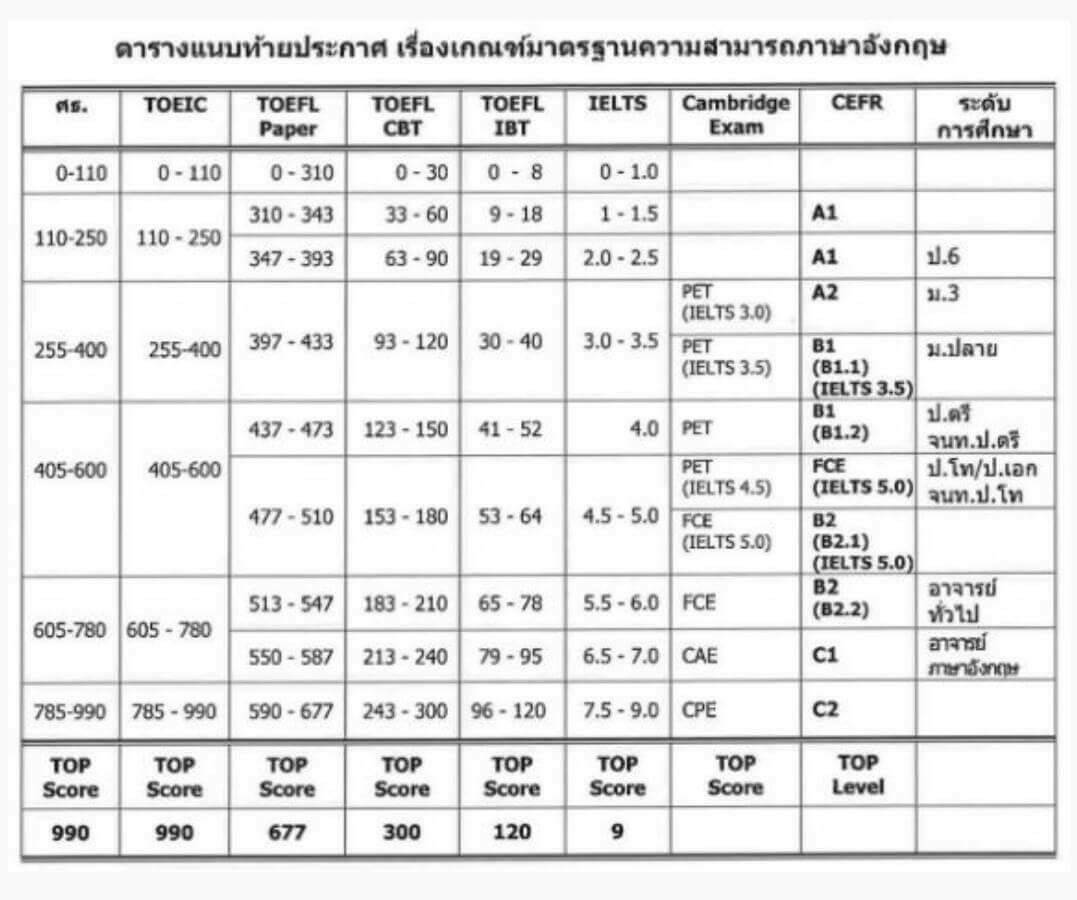 ตารางแนบท้ายประกาศ เรื่องเกณฑ์มาตรฐานความสามารถภาษาอังกฤษ
ศธ. TOEIC TOEFL Paper TOEFL CBT TOEFL IBT IELTS Cambridge Exam CEFR ระดับการศึกษา
0-110 0 - 110 0 - 310 0 - 30 0 - 8 0 - 1.0
110-250 110 - 250 310 - 343 33 - 60 9 - 18 1 - 1.5 A1
347 - 393 63 - 90 19 - 29 2.0 - 2.5 A1 ป.6
255-400 255-400 397 - 433 93 - 120 30 - 40 3.0 - 3.5 PET (IELTS 3.0) A2 ม.3
PET (IELTS 3.5) B1 (B1.1) (IELTS 3.5) ม.ปลาย
405-600 405-600 437 - 473 123 - 150 41 - 52 4.0 PET B1 (B1.2) ป.ตรี จนท.ป.ตรี
477 - 510 153 - 180 53 - 64 4.5 - 5.0 PET (IELTS 4.5) FCE (IELTS 5.0) ป.โท/ป.เอก จนท.ป.โท
FCE (IELTS 5.0) B2 (B2.1) (IELTS 5.0)
605-780 605 - 780 513 - 547 183 - 210 65 - 78 5.5 - 6.0 FCE B2 (B2.2) อาจารย์ทั่วไป
550 - 587 213 - 240 79 - 95 6.5 - 7.0 CAE C1 อาจารย์ภาษาอังกฤษ
785-990 785 - 990 590 - 677 243 - 300 96 - 120 7.5 - 9.0 CPE C2
TOP Score TOP Score TOP Score TOP Score TOP Score TOP Score TOP Score TOP Level
990 990 677 300 120 9